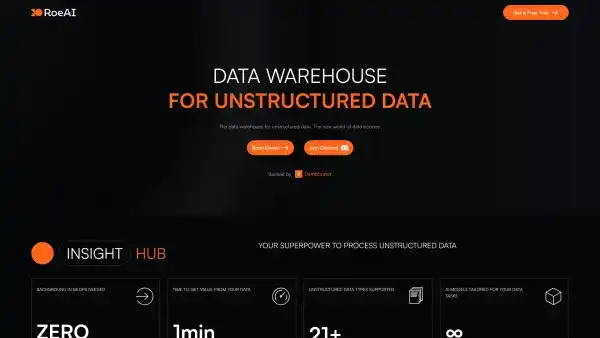 RoeAI
Start Free Trial
DATA WAREHOUSE
FOR UNSTRUCTURED DATA
The data warehouse for unstructured data. The new world of data science.
Book Demo
Join Discord
Backed by Combinator
INSIGHT HUB
YOUR SUPERPOWER TO PROCESS UNSTRUCTURED DATA
BACKGROUND IN MLOPS NEEDED
ZERO
TIME TO GET VALUE FROM YOUR DATA
1min
UNSTRUCTURED DATA TYPES SUPPORTED
21+
AI MODELS TAILORED FOR YOUR DATA
TASKS
∞